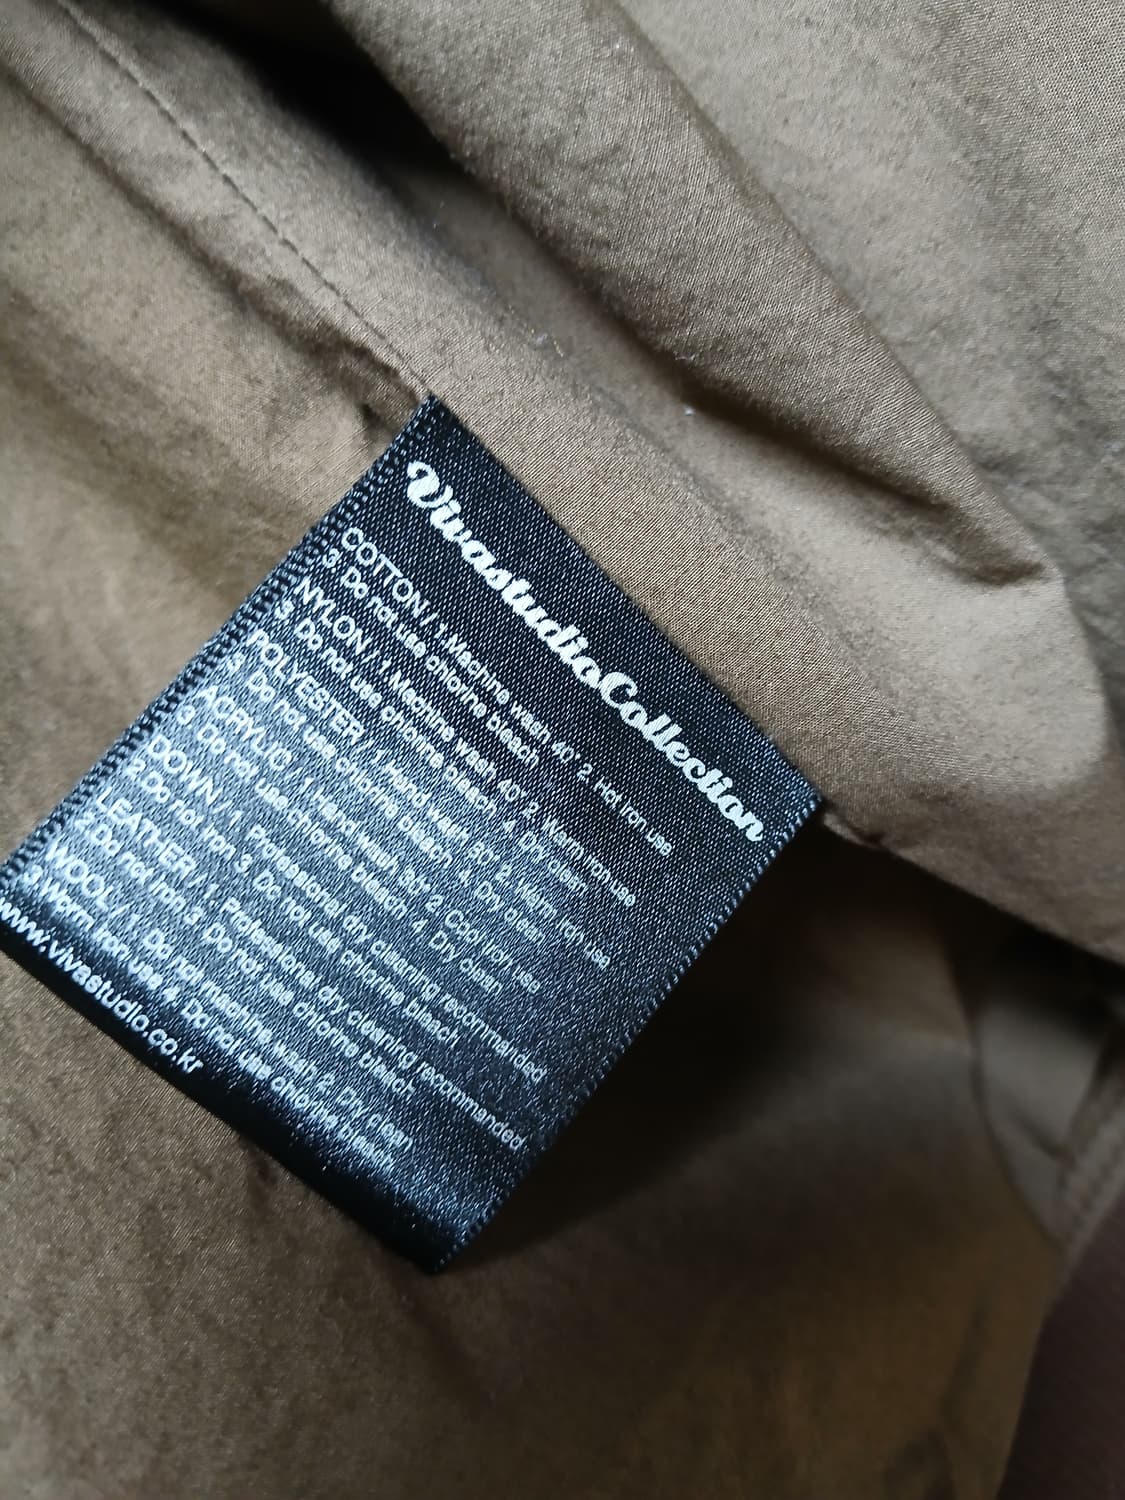 VivastudioCollection
COTTON / 1 Machine wash 40° 2. Hot iron use
3 Do not use chlorine bleach
NYLON / 1. Machine wash 40° 2. Warm iron use
3. Do not use chlorine bleach 4. Dry clean
POLYESTER / 1. Hand wash 30° 2. Warm iron use
3 Do not use chlorine bleach 4. Dry clean
ACRYLIC / 1. Hand wash 30° 2 Cool iron use
3 Do not use chlorine bleach 4. Dry clean
DOWN / 1. Professional dry cleaning recommanded
2 Do not iron 3. Do not use chlorine bleach
LEATHER / 1. Professional dry cleaning recommanded
2.Do not iron 3. Do not use chlorine bleach
WOOL / 1. Do not machine wash 2. Dry clean
3.Worm iron use 4. Do not use chlorine bleach
www.vivastudio.co.kr